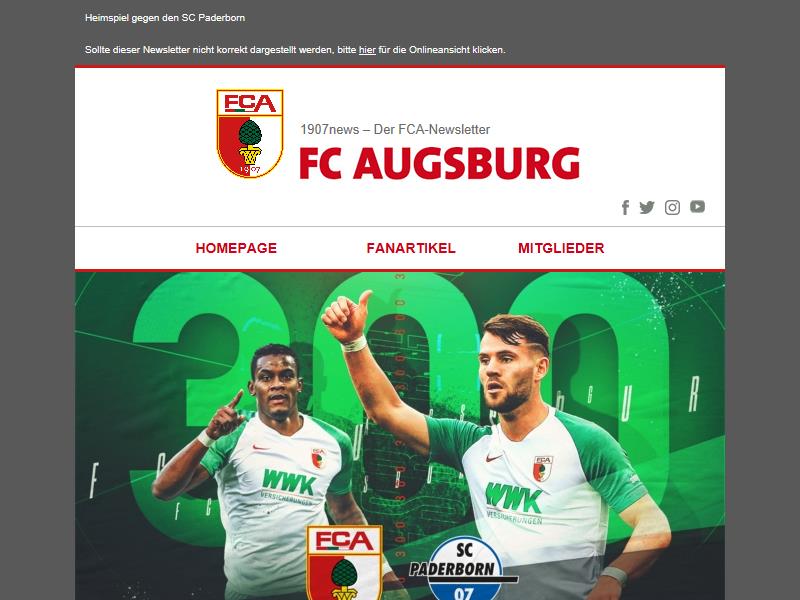 Heimspiel gegen den SC Paderborn
Sollte dieser Newsletter nicht korrekt dargestellt werden, bitte hier für die Onlineansicht klicken.
FCA
1907
1907news – Der FCA-Newsletter
FC AUGSBURG
HOMEPAGE FANARTIKEL MITGLIEDER
300
FCA
WWK
VERSICHERUNGEN
FCA
WWK
VERSICHERUNGEN
FCA
SC
PADERBORN
07